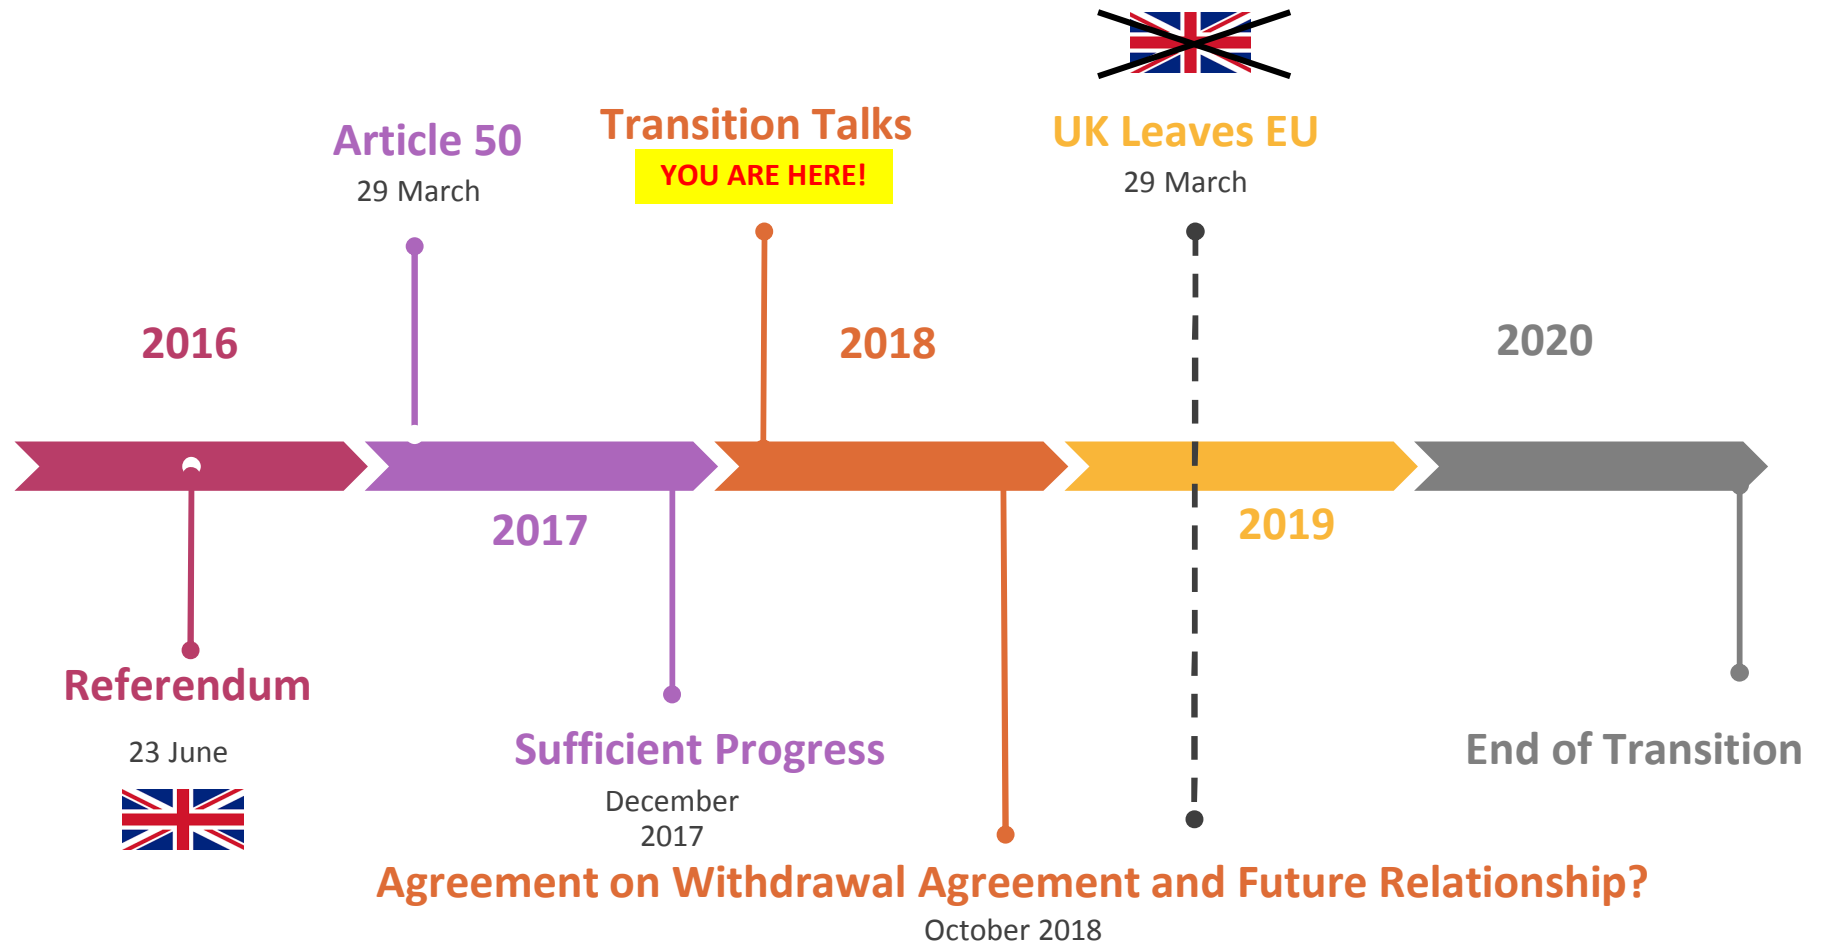 Article 50
29 March
Transition Talks
YOU ARE HERE!
UK Leaves EU
29 March
2016
2018
2020
2017
2019
Referendum
23 June
Sufficient Progress
December
2017
End of Transition
Agreement on Withdrawal Agreement and Future Relationship?
October 2018